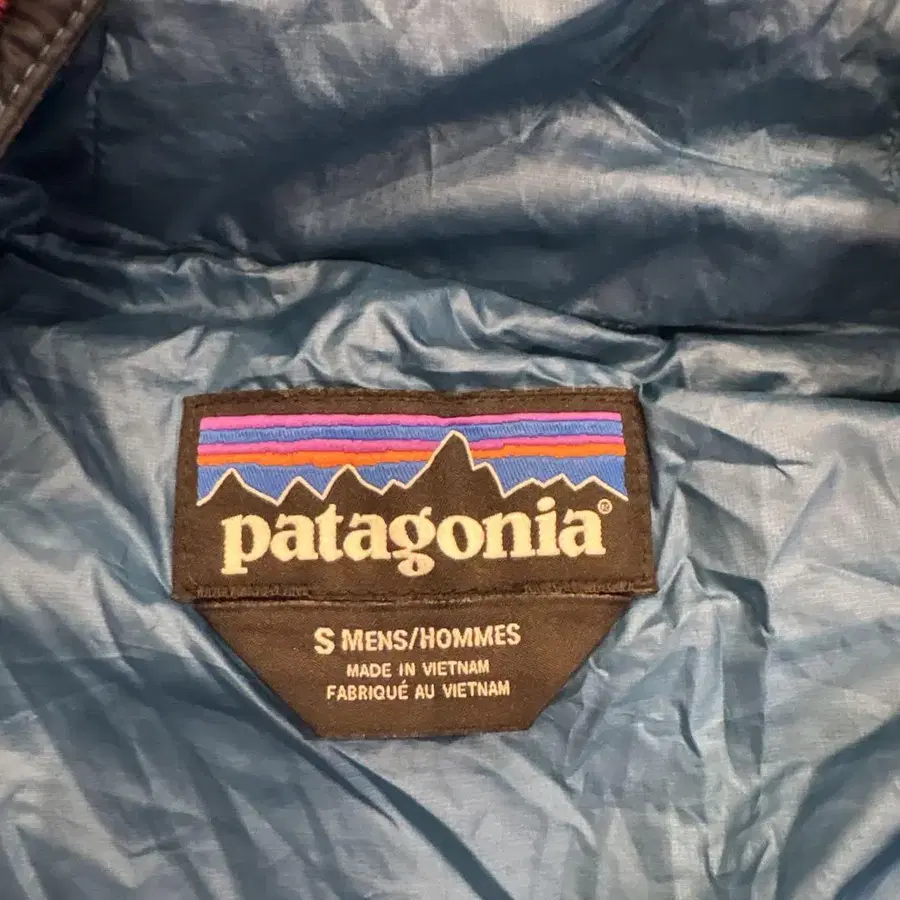 patagonia®
S MENS/HOMMES
MADE IN VIETNAM
FABRIQUÉ AU VIETNAM